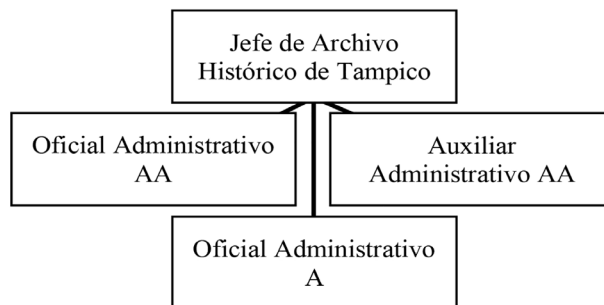 Jefe de Archivo
Histórico de Tampico
Oficial Administrativo
AA
Auxiliar
Administrativo AA
Oficial Administrativo
A